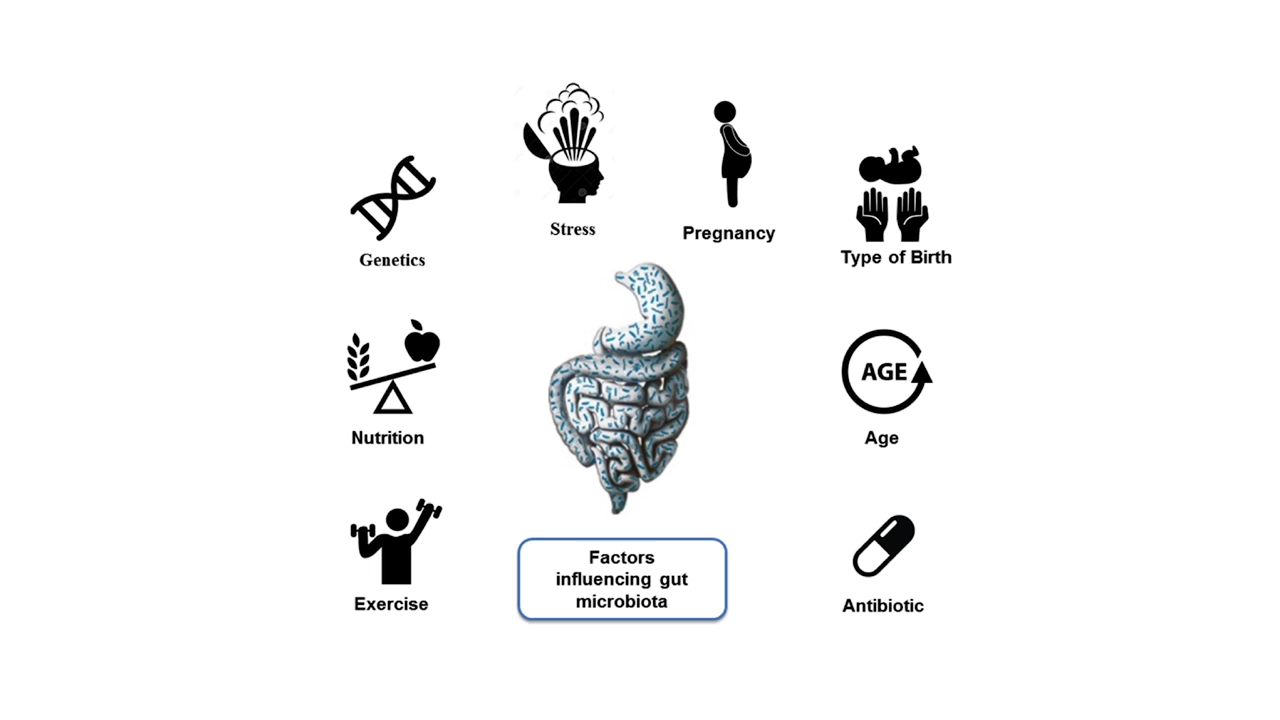 Stress
Pregnancy
Genetics
Type of Birth
Nutrition
AGE
Age
Exercise
Antibiotic
Factors
influencing gut
microbiota